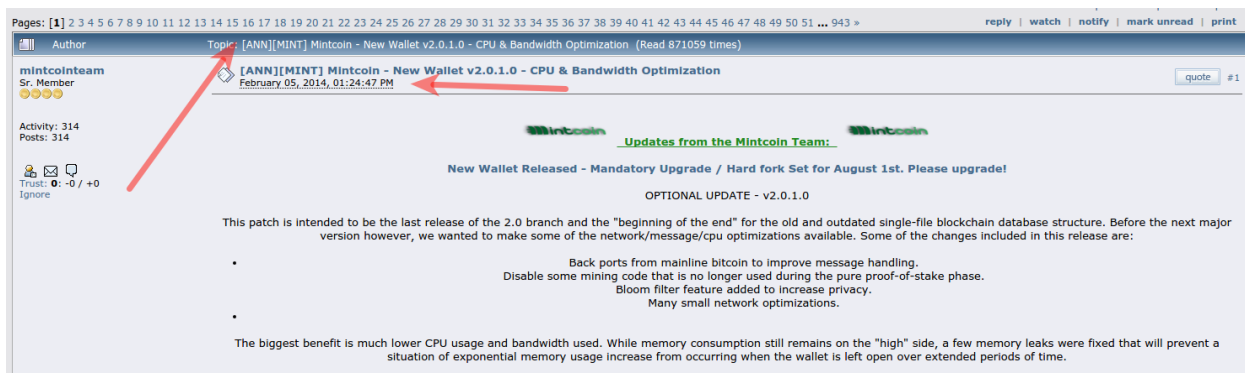 Pages: [1] 2 3 4 5 6 7 8 9 10 11 12 13 14 15 16 17 18 19 20 21 22 23 24 25 26 27 28 29 30 31 32 33 34 35 36 37 38 39 40 41 42 43 44 45 46 47 48 49 50 51 ... 943 »
reply | watch | notify | mark unread | print
Author
Topic: [ANN][MINT] Mintcoin - New Wallet v2.0.1.0 - CPU & Bandwidth Optimization (Read 871059 times)
mintcointeam
Sr. Member
Activity: 314
Posts: 314
Trust: 0: -0 / +0
Ignore
[ANN][MINT] Mintcoin - New Wallet v2.0.1.0 - CPU & Bandwidth Optimization
February 05, 2014, 01:24:47 PM
quote #1
Mintcoin Updates from the Mintcoin Team: Mintcoin
New Wallet Released - Mandatory Upgrade / Hard fork Set for August 1st. Please upgrade!
OPTIONAL UPDATE - v2.0.1.0
This patch is intended to be the last release of the 2.0 branch and the "beginning of the end" for the old and outdated single-file blockchain database structure. Before the next major
version however, we wanted to make some of the network/message/cpu optimizations available. Some of the changes included in this release are:
• Back ports from mainline bitcoin to improve message handling.
Disable some mining code that is no longer used during the pure proof-of-stake phase.
Bloom filter feature added to increase privacy.
Many small network optimizations.
•
The biggest benefit is much lower CPU usage and bandwidth used. While memory consumption still remains on the "high" side, a few memory leaks were fixed that will prevent a
situation of exponential memory usage increase from occurring when the wallet is left open over extended periods of time.